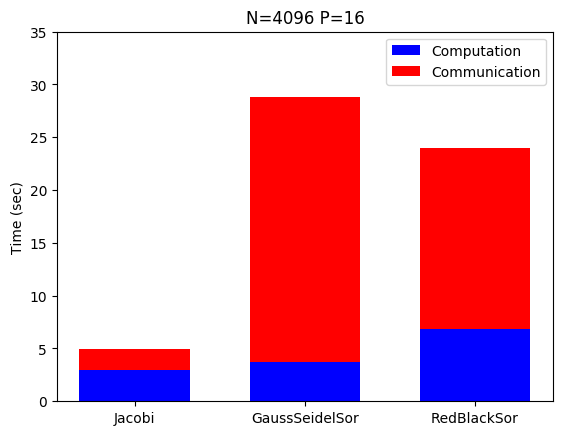 N=4096 P=16
Computation
Communication
Time (sec)
35
30
25
20
15
10
5
0
Jacobi
GaussSeidelSor
RedBlackSor